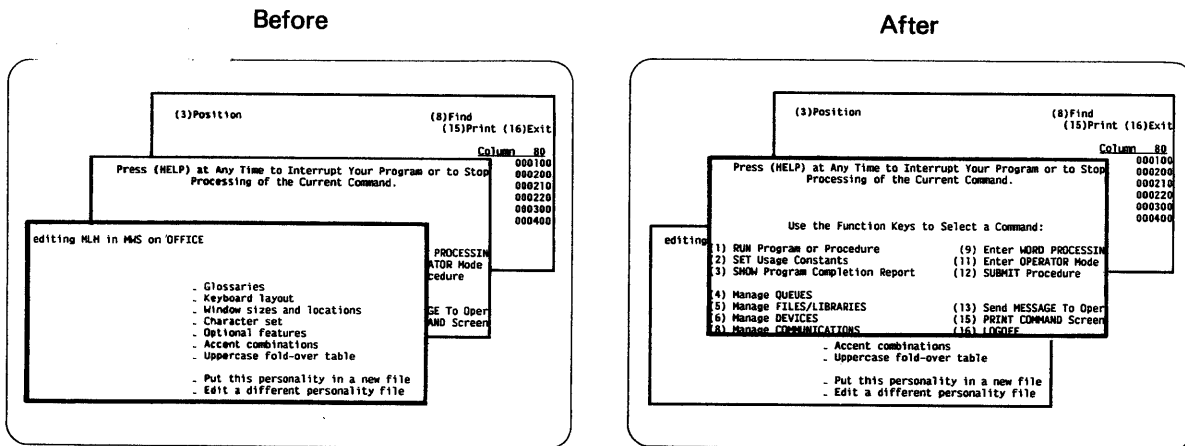 Before
(3)Position (8)Find
(15)Print (16)Exit
Column 80
Press (HELP) at Any Time to Interrupt Your Program or to Stop 000100
Processing of the Current Command. 000200
000210
000220
000300
000400
editing MLH in MWS on OFFICE
PROCESSIN
ATOR Mode
cedure
_ Glossaries
_ Keyboard layout
_ Window sizes and locations GE To Oper
_ Character set AND Screen
_ Optional features
_ Accent combinations
_ Uppercase fold-over table
_ Put this personality in a new file
_ Edit a different personality file
After
(3)Position (8)Find
(15)Print (16)Exit
Column 80
000100
Press (HELP) at Any Time to Interrupt Your Program or to Stop 000200
Processing of the Current Command. 000210
000220
000300
000400
Use the Function Keys to Select a Command:
editing
(1) RUN Program or Procedure (9) Enter WORD PROCESSIN
(2) SET Usage Constants (11) Enter OPERATOR Mode
(3) SHOW Program Completion Report (12) SUBMIT Procedure
(4) Manage QUEUES
(5) Manage FILES/LIBRARIES (13) Send MESSAGE To Oper
(6) Manage DEVICES (15) PRINT COMMAND Screen
(8) Manage COMMUNICATIONS (16) LOGOFF
_ Accent combinations
_ Uppercase fold-over table
_ Put this personality in a new file
_ Edit a different personality file